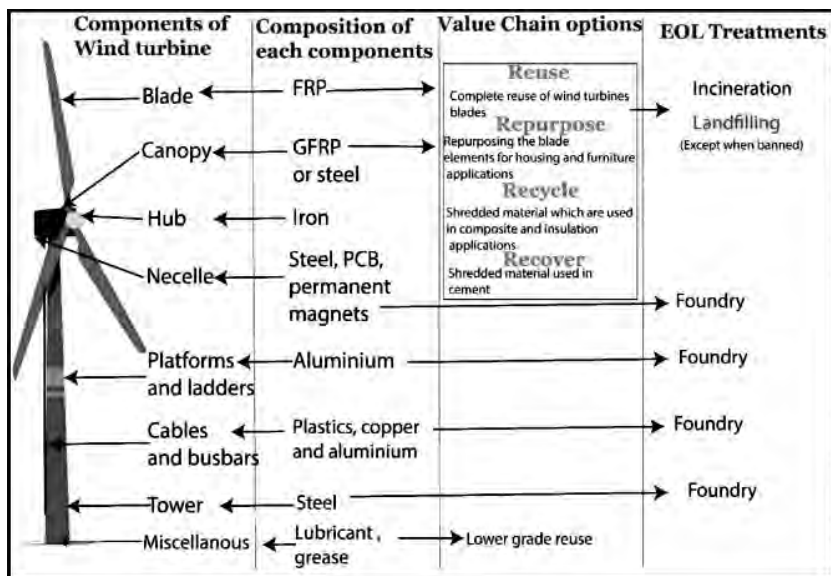 Components of
Wind turbine
Composition of
each components
Value Chain options
EOL Treatments
Blade
FRP
Reuse
Complete reuse of wind turbines
blades
Repurpose
Repurposing the blade
elements for housing and furniture
applications
Recycle
Shredded material which are used
in composite and insulation
applications
Recover
Shredded material used in
cement
Incineration
Landfilling
(Except when banned)
Canopy
GFRP
or steel
Hub
Iron
Necelle
Steel, PCB,
permanent
magnets
Foundry
Platforms
and ladders
Aluminium
Foundry
Cables
and busbars
Plastics, copper
and aluminium
Foundry
Tower
Steel
Foundry
Miscellanous
Lubricant ,
grease
Lower grade reuse